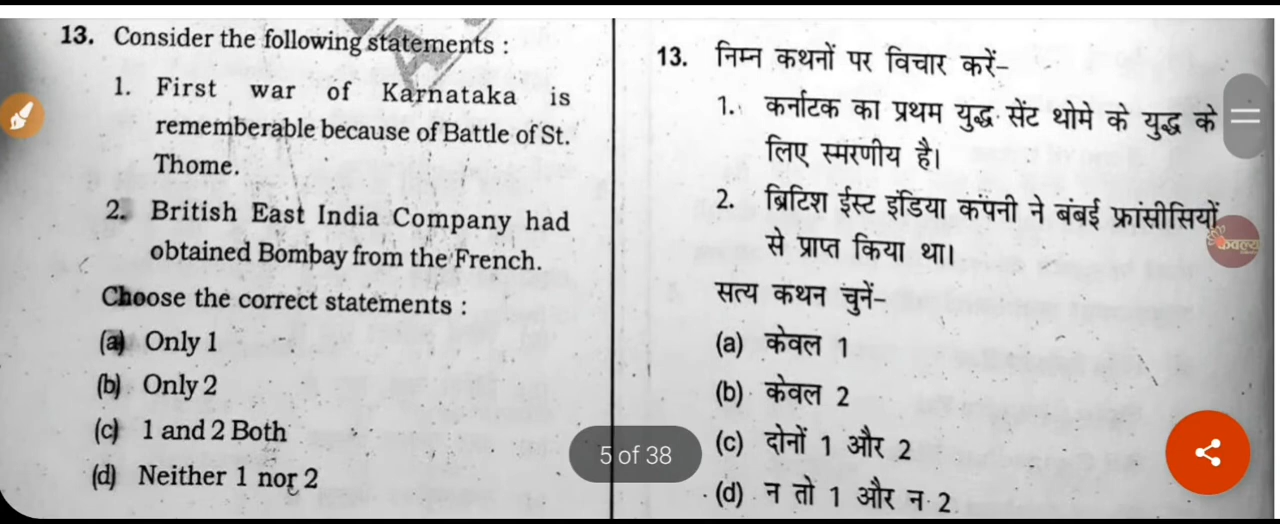 13. Consider the following statements :
1. First war of Karnataka is
rememberable because of Battle of St.
Thome.
2. British East India Company had
obtained Bombay from the French.
Choose the correct statements :
(a) Only 1
(b) Only 2
(c) 1 and 2 Both
(d) Neither 1 nor 2
13. निम्न कथनों पर विचार करें–
1. कर्नाटक का प्रथम युद्ध सेंट थोमे के युद्ध के
लिए स्मरणीय है।
2. ब्रिटिश ईस्ट इंडिया कंपनी ने बंबई फ्रांसीसियों
से प्राप्त किया था।
सत्य कथन चुनें–
(a) केवल 1
(b) केवल 2
(c) दोनों 1 और 2
(d) न तो 1 और न 2
5 of 38
कैवल्य